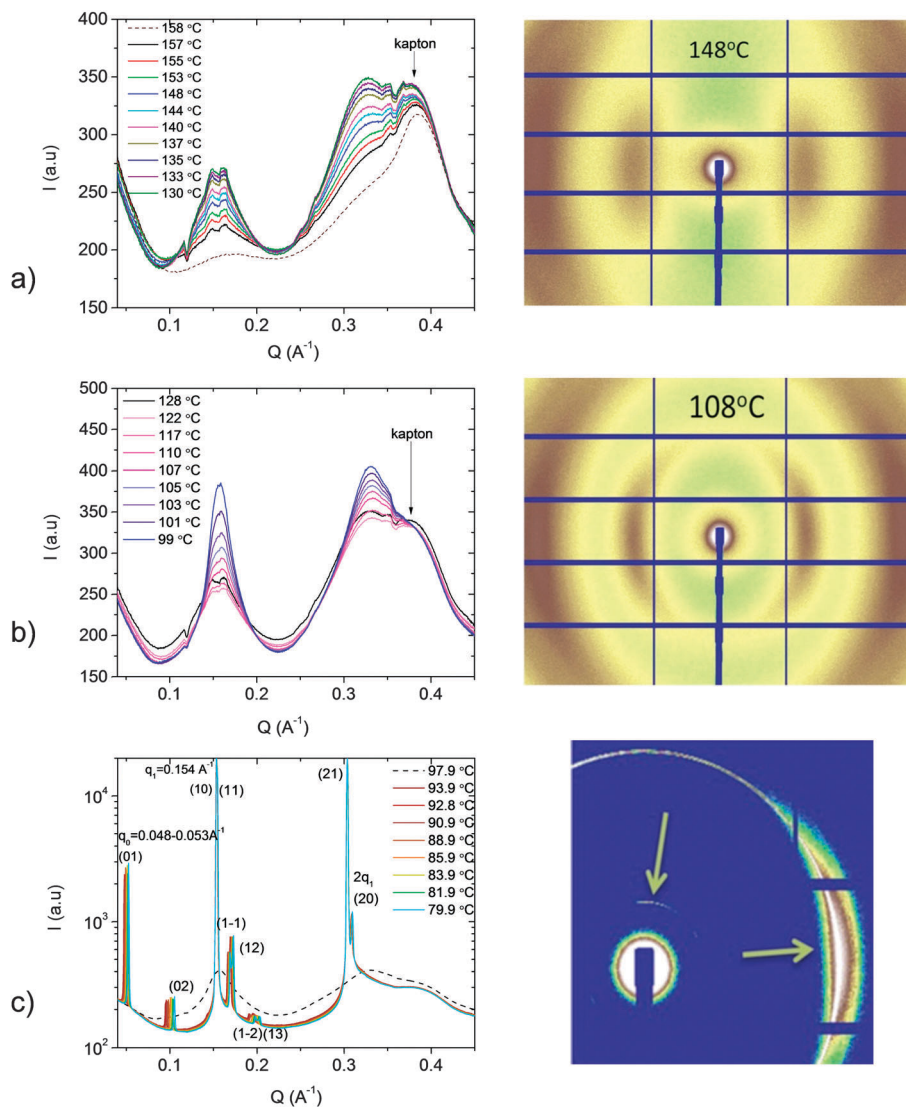 400
350
300
250
200
150
I (a.u)
158 °C
157 °C
155 °C
153 °C
148 °C
144 °C
140 °C
137 °C
135 °C
133 °C
130 °C
kapton
0.1 0.2 0.3 0.4
Q (A⁻¹)
a)
148°C
500
450
400
350
300
250
200
150
I (a.u)
128 °C
122 °C
117 °C
110 °C
107 °C
105 °C
103 °C
101 °C
99 °C
kapton
0.1 0.2 0.3 0.4
Q (A⁻¹)
b)
108°C
10⁴
10³
10²
I (a.u)
q₁=0.154 A⁻¹
(10) (11)
q₀=0.048-0.053A⁻¹
(01)
(02)
(1-1)
(12)
(1-2)(13)
(21)
2q₁
(20)
97.9 °C
93.9 °C
92.8 °C
90.9 °C
88.9 °C
85.9 °C
83.9 °C
81.9 °C
79.9 °C
0.1 0.2 0.3 0.4
Q (A⁻¹)
c)